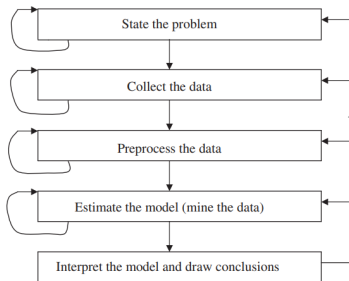 State the problem
Collect the data
Preprocess the data
Estimate the model (mine the data)
Interpret the model and draw conclusions